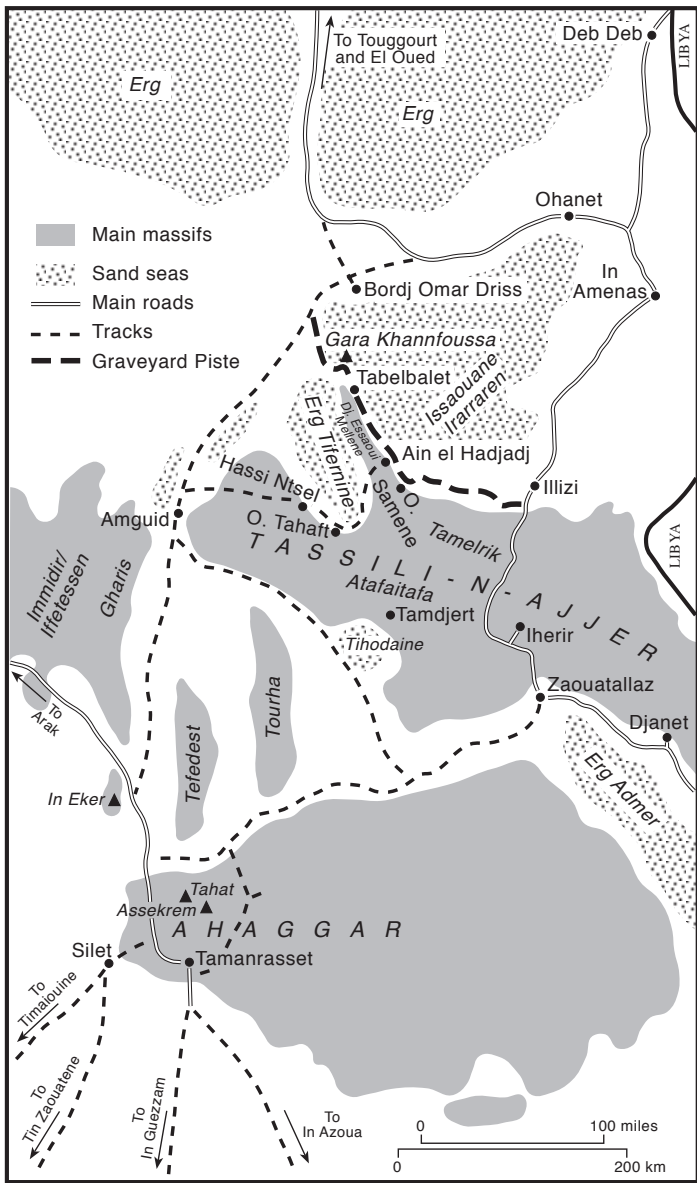 To Touggourt
and El Oued
Deb Deb
LIBYA
Erg
Erg
Ohanet
Main massifs
Sand seas
Main roads
Tracks
Graveyard Piste
In
Amenas
Bordj Omar Driss
Gara Khannfoussa
Tabelbalet
Issaouane
Irarraren
Dj. Essaoui
Mellene
Erg Tifernine
Ain el Hadjadj
Hassi Ntsel
Illizi
O.
Samene
Amguid
O. Tahaft
Tamelrik
TASSILI-N-AJJER
LIBYA
Immidir/
Iffetessen
Gharis
Atafaitafa
Tamdjert
Iherir
Tihodaine
Zaouatallaz
To
Arak
Tourha
Tefedest
Djanet
Erg Admer
In Eker
Tahat
Assekrem
AHAGGAR
Silet
Tamanrasset
To
Timaiouine
To
Tin Zaouatene
To
In Guezzam
To
In Azoua
0 100 miles
0 200 km